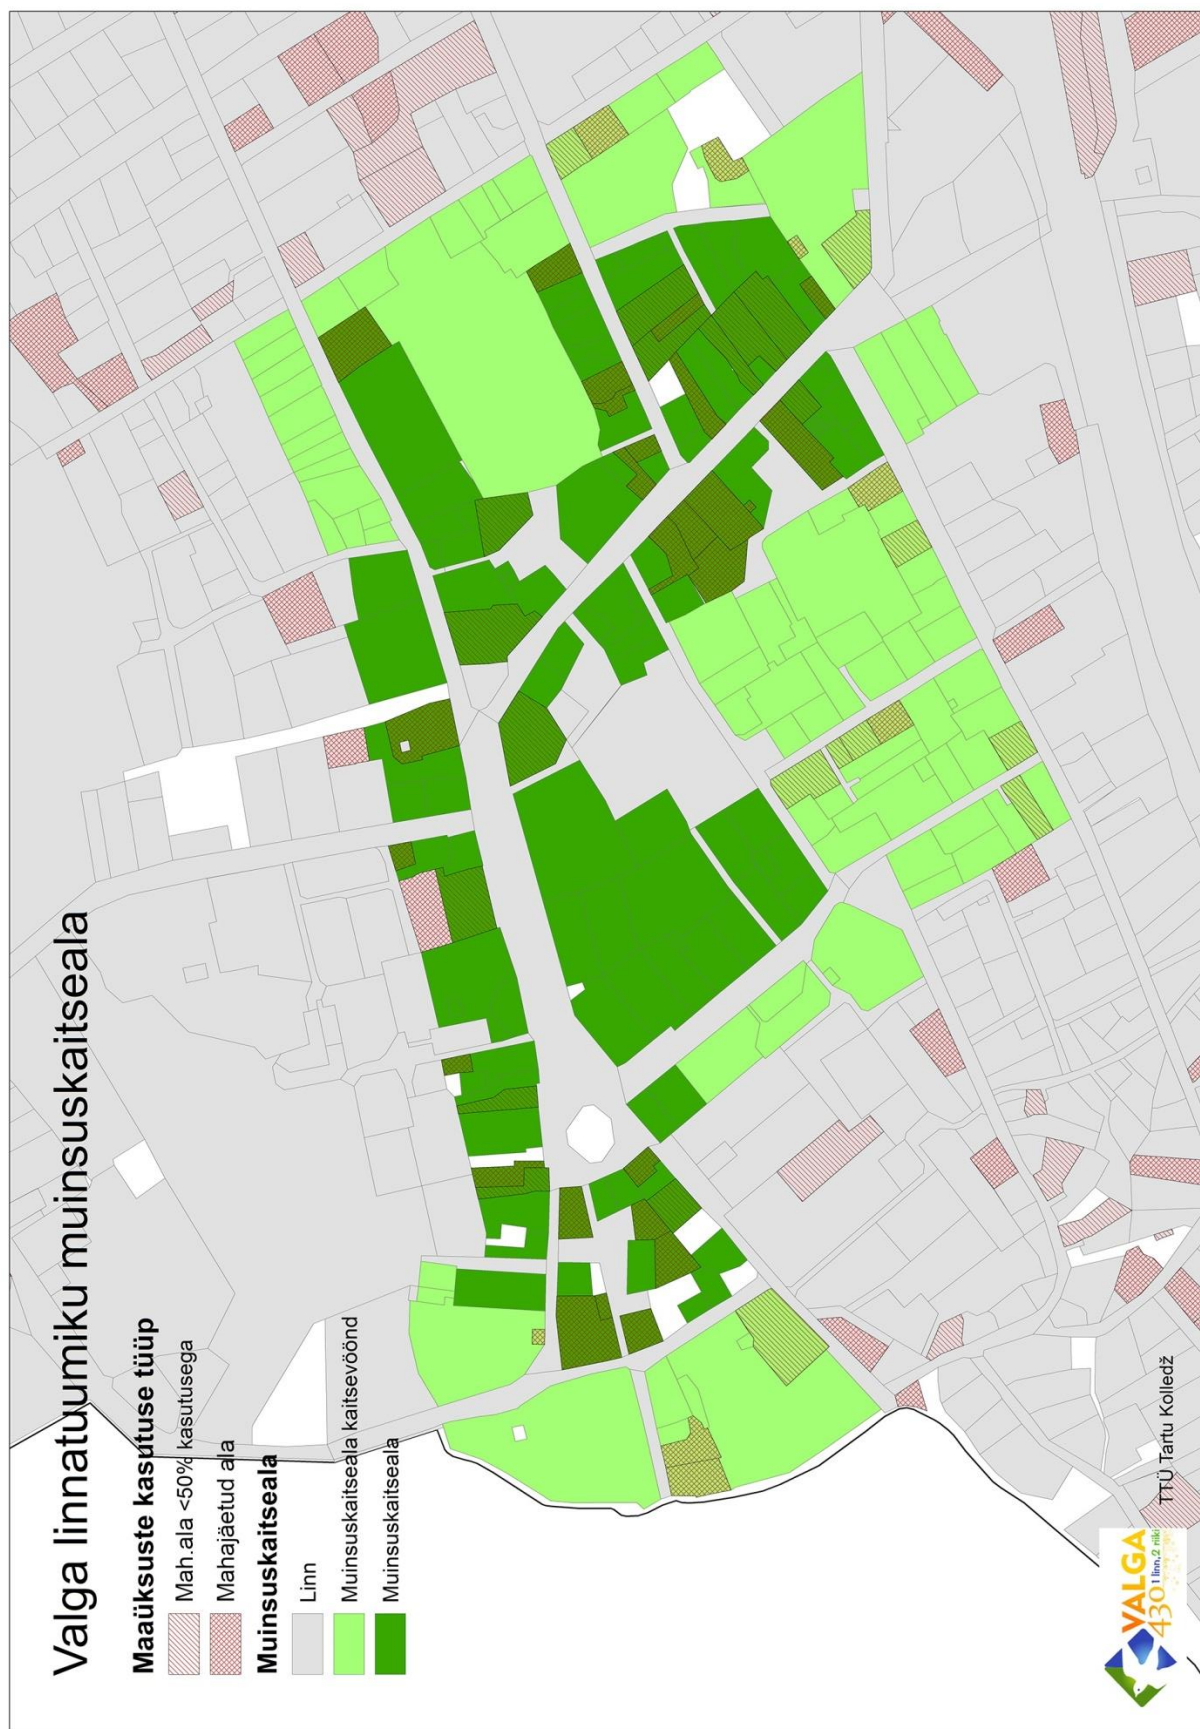 Valga linnatuumiku muinsuskaitseala
Maaüksuste kasutuse tüüp
Mah.ala <50% kasutusega
Mahajäetud ala
Muinsuskaitseala
Linn
Muinsuskaitseala kaitsevöönd
Muinsuskaitseala
VALGA
430 1 linn, 2 riiki
TTÜ Tartu Kolledž